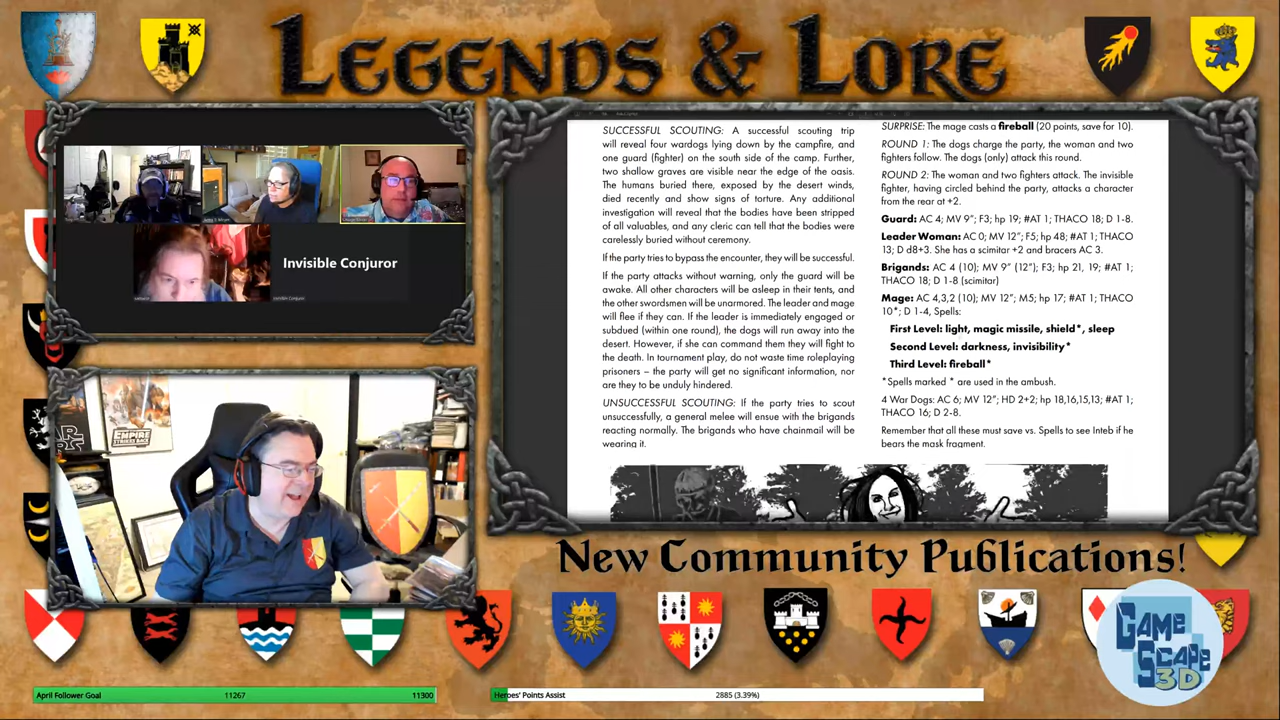 LEGENDS & LORE
SUCCESSFUL SCOUTING: A successful scouting trip
will reveal four wardogs lying down by the campfire, and
one guard (fighter) on the south side of the camp. Further,
two shallow graves are visible near the edge of the oasis.
The humans buried there, exposed by the desert winds,
died recently and show signs of torture. Any additional
investigation will reveal that the bodies have been stripped
of all valuables, and any cleric can tell that the bodies were
carelessly buried without ceremony.
If the party tries to bypass the encounter, they will be successful.
If the party attacks without warning, only the guard will be
awake. All other characters will be asleep in their tents, and
the other swordsmen will be unarmored. The leader and mage
will flee if they can. If the leader is immediately engaged or
subdued (within one round), the dogs will run away into the
desert. However, if she can command them they will fight to
the death. In tournament play, do not waste time roleplaying
prisoners – the party will get no significant information, nor
are they to be unduly hindered.
UNSUCCESSFUL SCOUTING: If the party tries to scout
unsuccessfully, a general melee will ensue with the brigands
reacting normally. The brigands who have chainmail will be
wearing it.
SURPRISE: The mage casts a fireball (20 points, save for 10).
ROUND 1: The dogs charge the party, the woman and two
fighters follow. The dogs (only) attack this round.
ROUND 2: The woman and two fighters attack. The invisible
fighter, having circled behind the party, attacks a character
from the rear at +2.
Guard: AC 4; MV 9"; F3; hp 19; #AT 1; THACO 18; D 1-8.
Leader Woman: AC 0; MV 12"; F5; hp 48; #AT 1; THACO
13; D d8+3. She has a scimitar +2 and bracers AC 3.
Brigands: AC 4 (10); MV 9" (12"); F3; hp 21, 19; #AT 1;
THACO 18; D 1-8 (scimitar)
Mage: AC 4,3,2 (10); MV 12"; M5; hp 17; #AT 1; THACO
10*; D 1-4, Spells:
First Level: light, magic missile, shield*, sleep
Second Level: darkness, invisibility*
Third Level: fireball*
*Spells marked * are used in the ambush.
4 War Dogs: AC 6; MV 12"; HD 2+2; hp 18,16,15,13; #AT 1;
THACO 16; D 2-8.
Remember that all these must save vs. Spells to see Inteb if he
bears the mask fragment.
Invisible Conjuror
EMPIRE
New Community Publications!
GAME
SCAPE
3D
April Follower Goal 11267 11300
Heroes' Points Assist 2885 (3.39%)